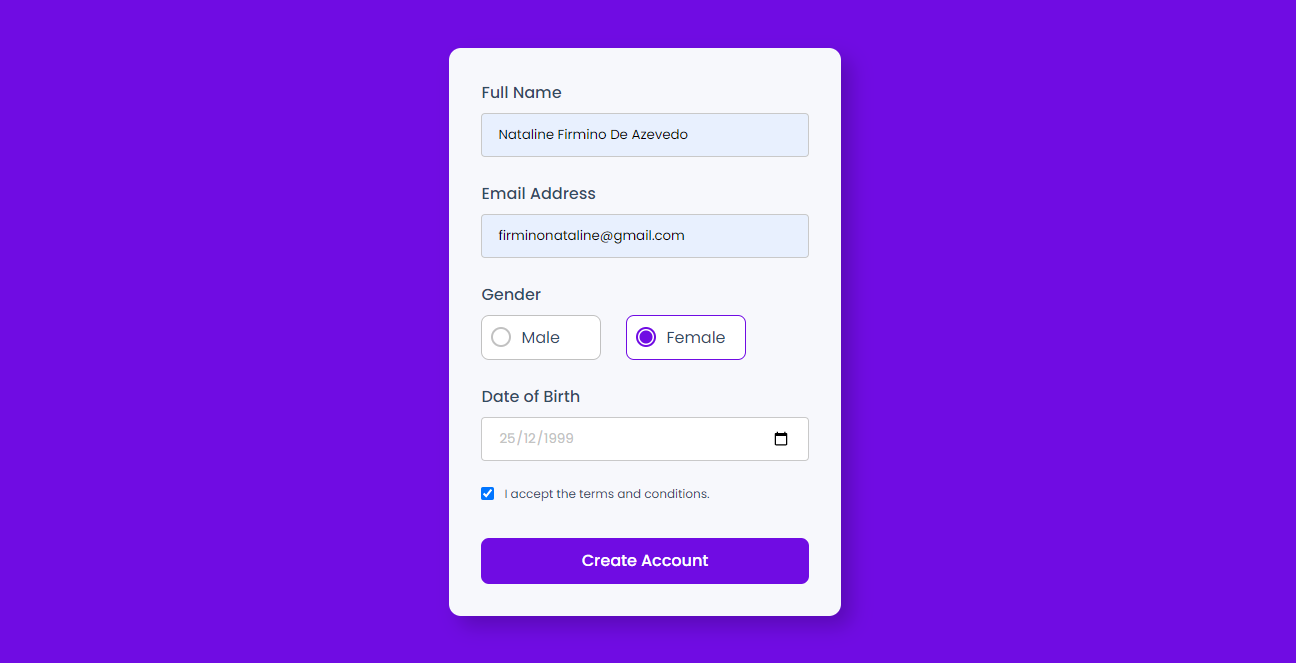 Full Name
Nataline Firmino De Azevedo
Email Address
firminonataline@gmail.com
Gender
Male Female
Date of Birth
25/12/1999
I accept the terms and conditions.
Create Account